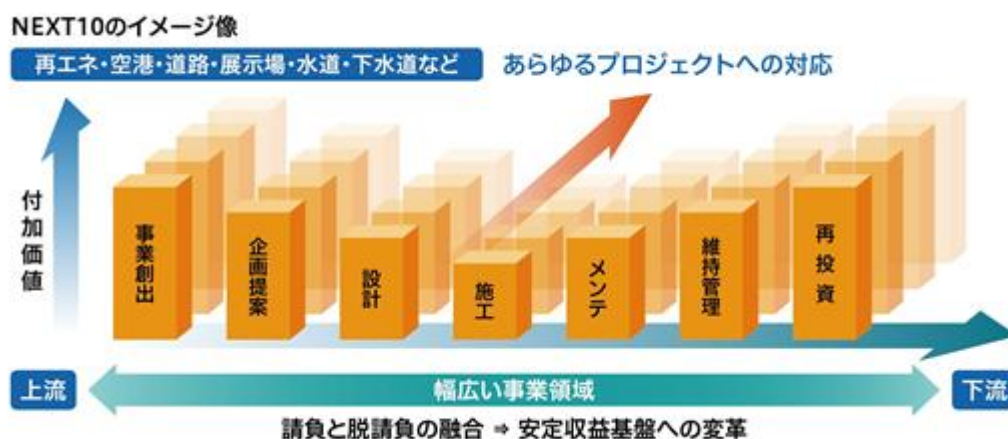 NEXT10のイメージ像
再エネ・空港・道路・展示場・水道・下水道など
あらゆるプロジェクトへの対応
付加価値
事業創出
企画提案
設計
施工
メンテ
維持管理
再投資
上流
幅広い事業領域
下流
請負と脱請負の融合 ⇒ 安定収益基盤への変革